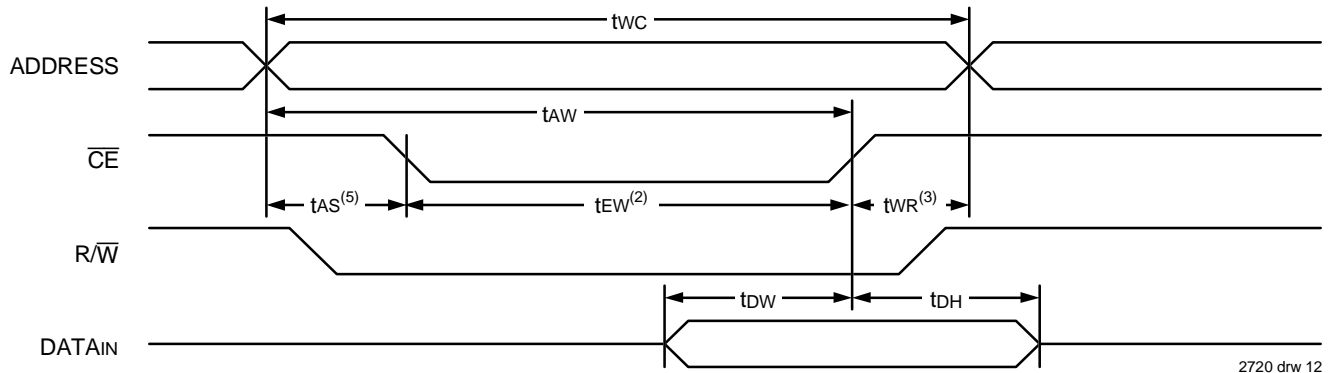 tWC
ADDRESS
tAW
CE
tAS(5) tEW(2) tWR(3)
R/W
tDW tDH
DATAIN
2720 drw 12